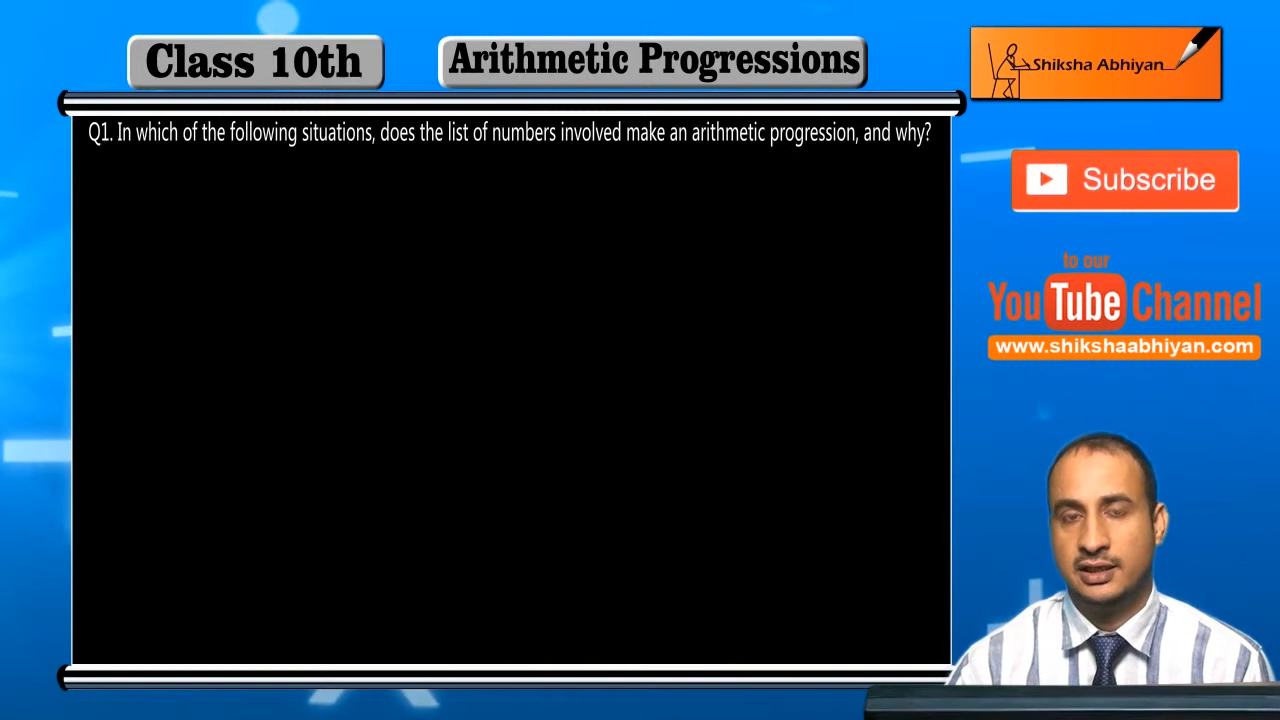 Class 10th
Arithmetic Progressions
Shiksha Abhiyan
Q1. In which of the following situations, does the list of numbers involved make an arithmetic progression, and why?
Subscribe
to our
YouTube Channel
www.shikshaabhiyan.com